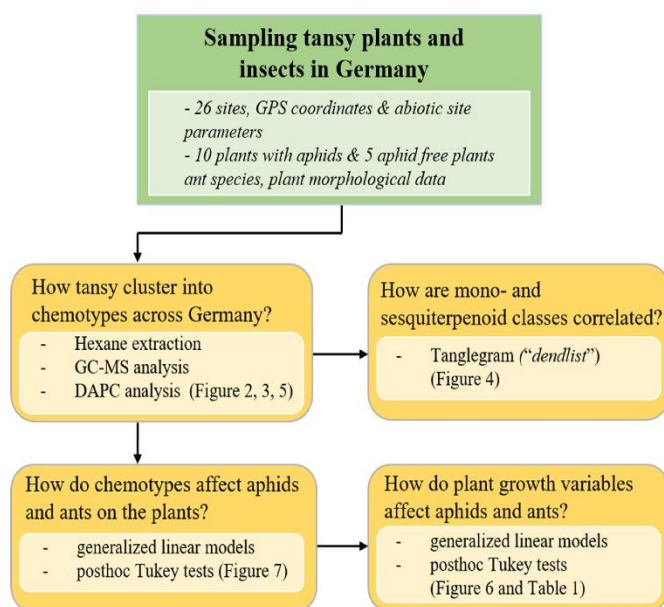 Sampling tansy plants and
insects in Germany
- 26 sites, GPS coordinates & abiotic site
parameters
- 10 plants with aphids & 5 aphid free plants
ant species, plant morphological data
How tansy cluster into
chemotypes across Germany?
- Hexane extraction
- GC-MS analysis
- DAPC analysis (Figure 2, 3, 5)
How are mono- and
sesquiterpenoid classes correlated?
- Tanglegram ("dendlist")
(Figure 4)
How do chemotypes affect aphids
and ants on the plants?
- generalized linear models
- posthoc Tukey tests (Figure 7)
How do plant growth variables
affect aphids and ants?
- generalized linear models
- posthoc Tukey tests
(Figure 6 and Table 1)